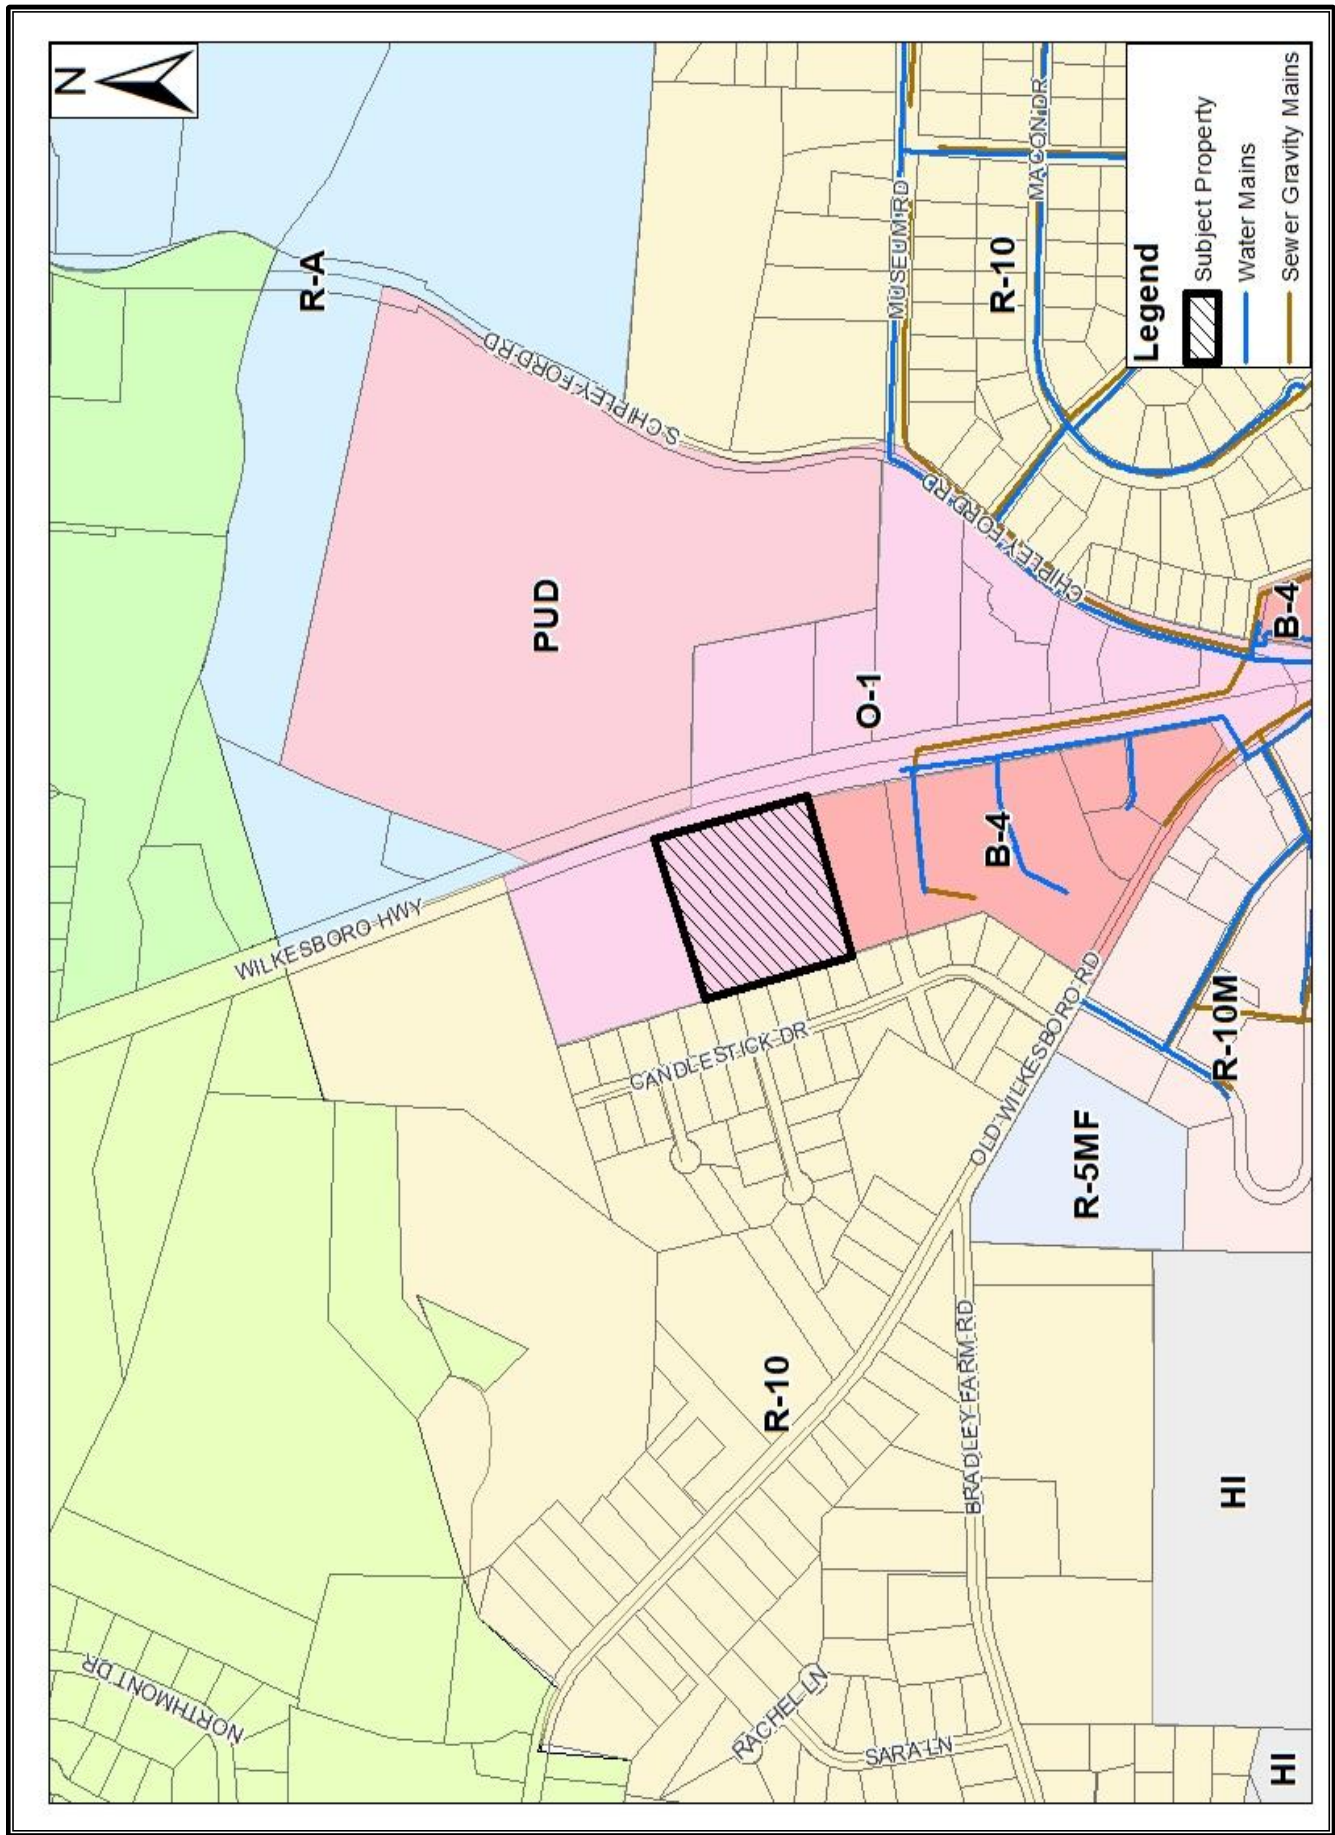 N
R-A
MUSEUM RD
MACON DR
R-10
S CHIPLEY FORD RD
CHIPLEY FORD RD
PUD
O-1
B-4
B-4
WILKESBORO HWY
CANDLESTICK DR
OLD WILKESBORO RD
R-10M
R-5MF
R-10
BRADLEY FARM RD
HI
NORTHMONT DR
RACHEL LN
SARA LN
HI
Legend
Subject Property
Water Mains
Sewer Gravity Mains